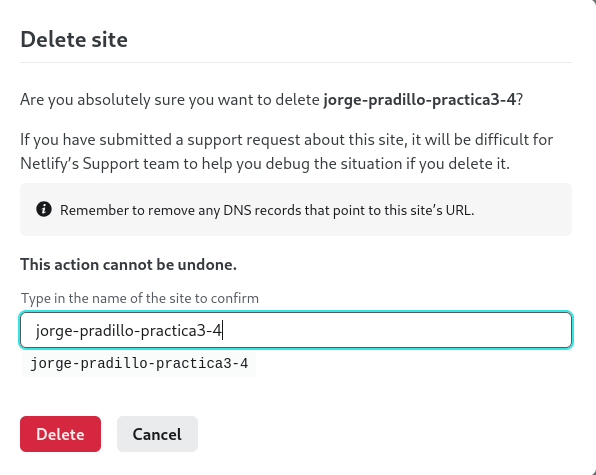 Delete site
Are you absolutely sure you want to delete jorge-pradillo-practica3-4?
If you have submitted a support request about this site, it will be difficult for
Netlify’s Support team to help you debug the situation if you delete it.
Remember to remove any DNS records that point to this site’s URL.
This action cannot be undone.
Type in the name of the site to confirm
jorge-pradillo-practica3-4
jorge-pradillo-practica3-4
Delete Cancel